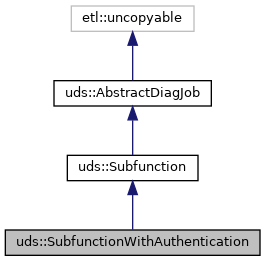 etl::uncopyable
uds::AbstractDiagJob
uds::Subfunction
uds::SubfunctionWithAuthentication